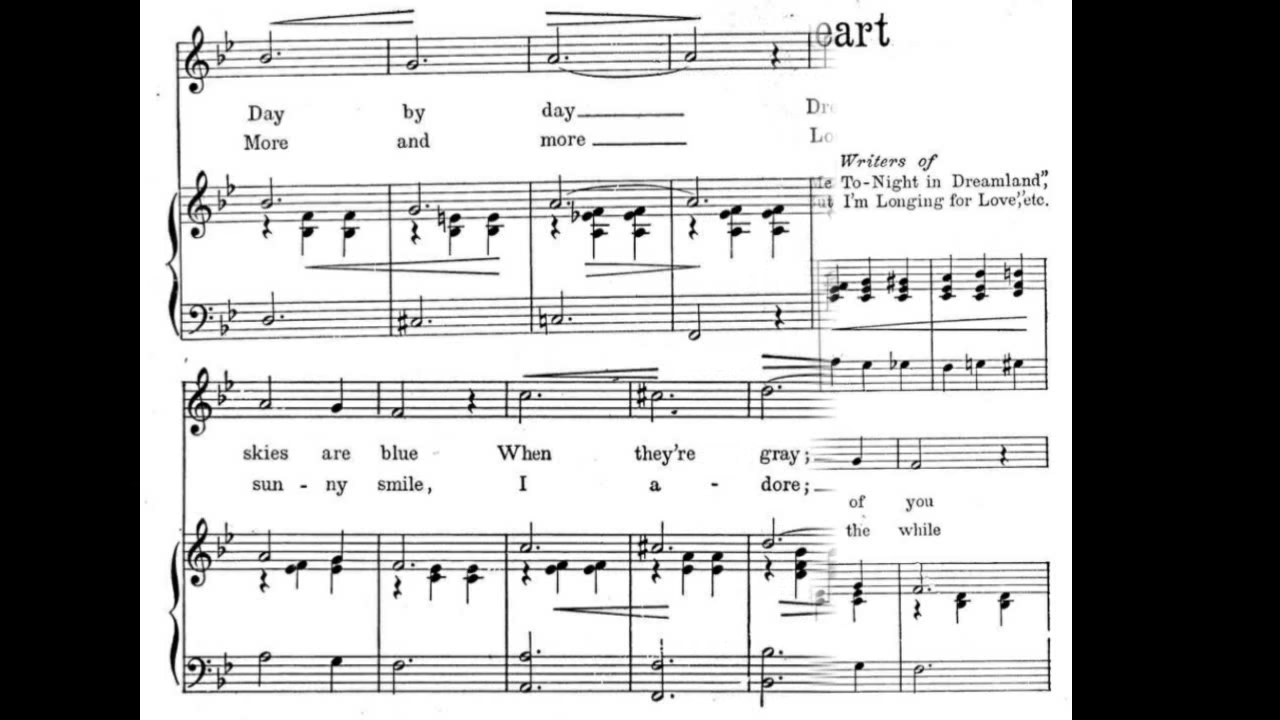 eart
Day by day
More and more
Writers of
To-Night in Dreamland",
I'm Longing for Love", etc.
skies are blue When they're gray;
sun - ny smile, I a - dore;
of you
the while